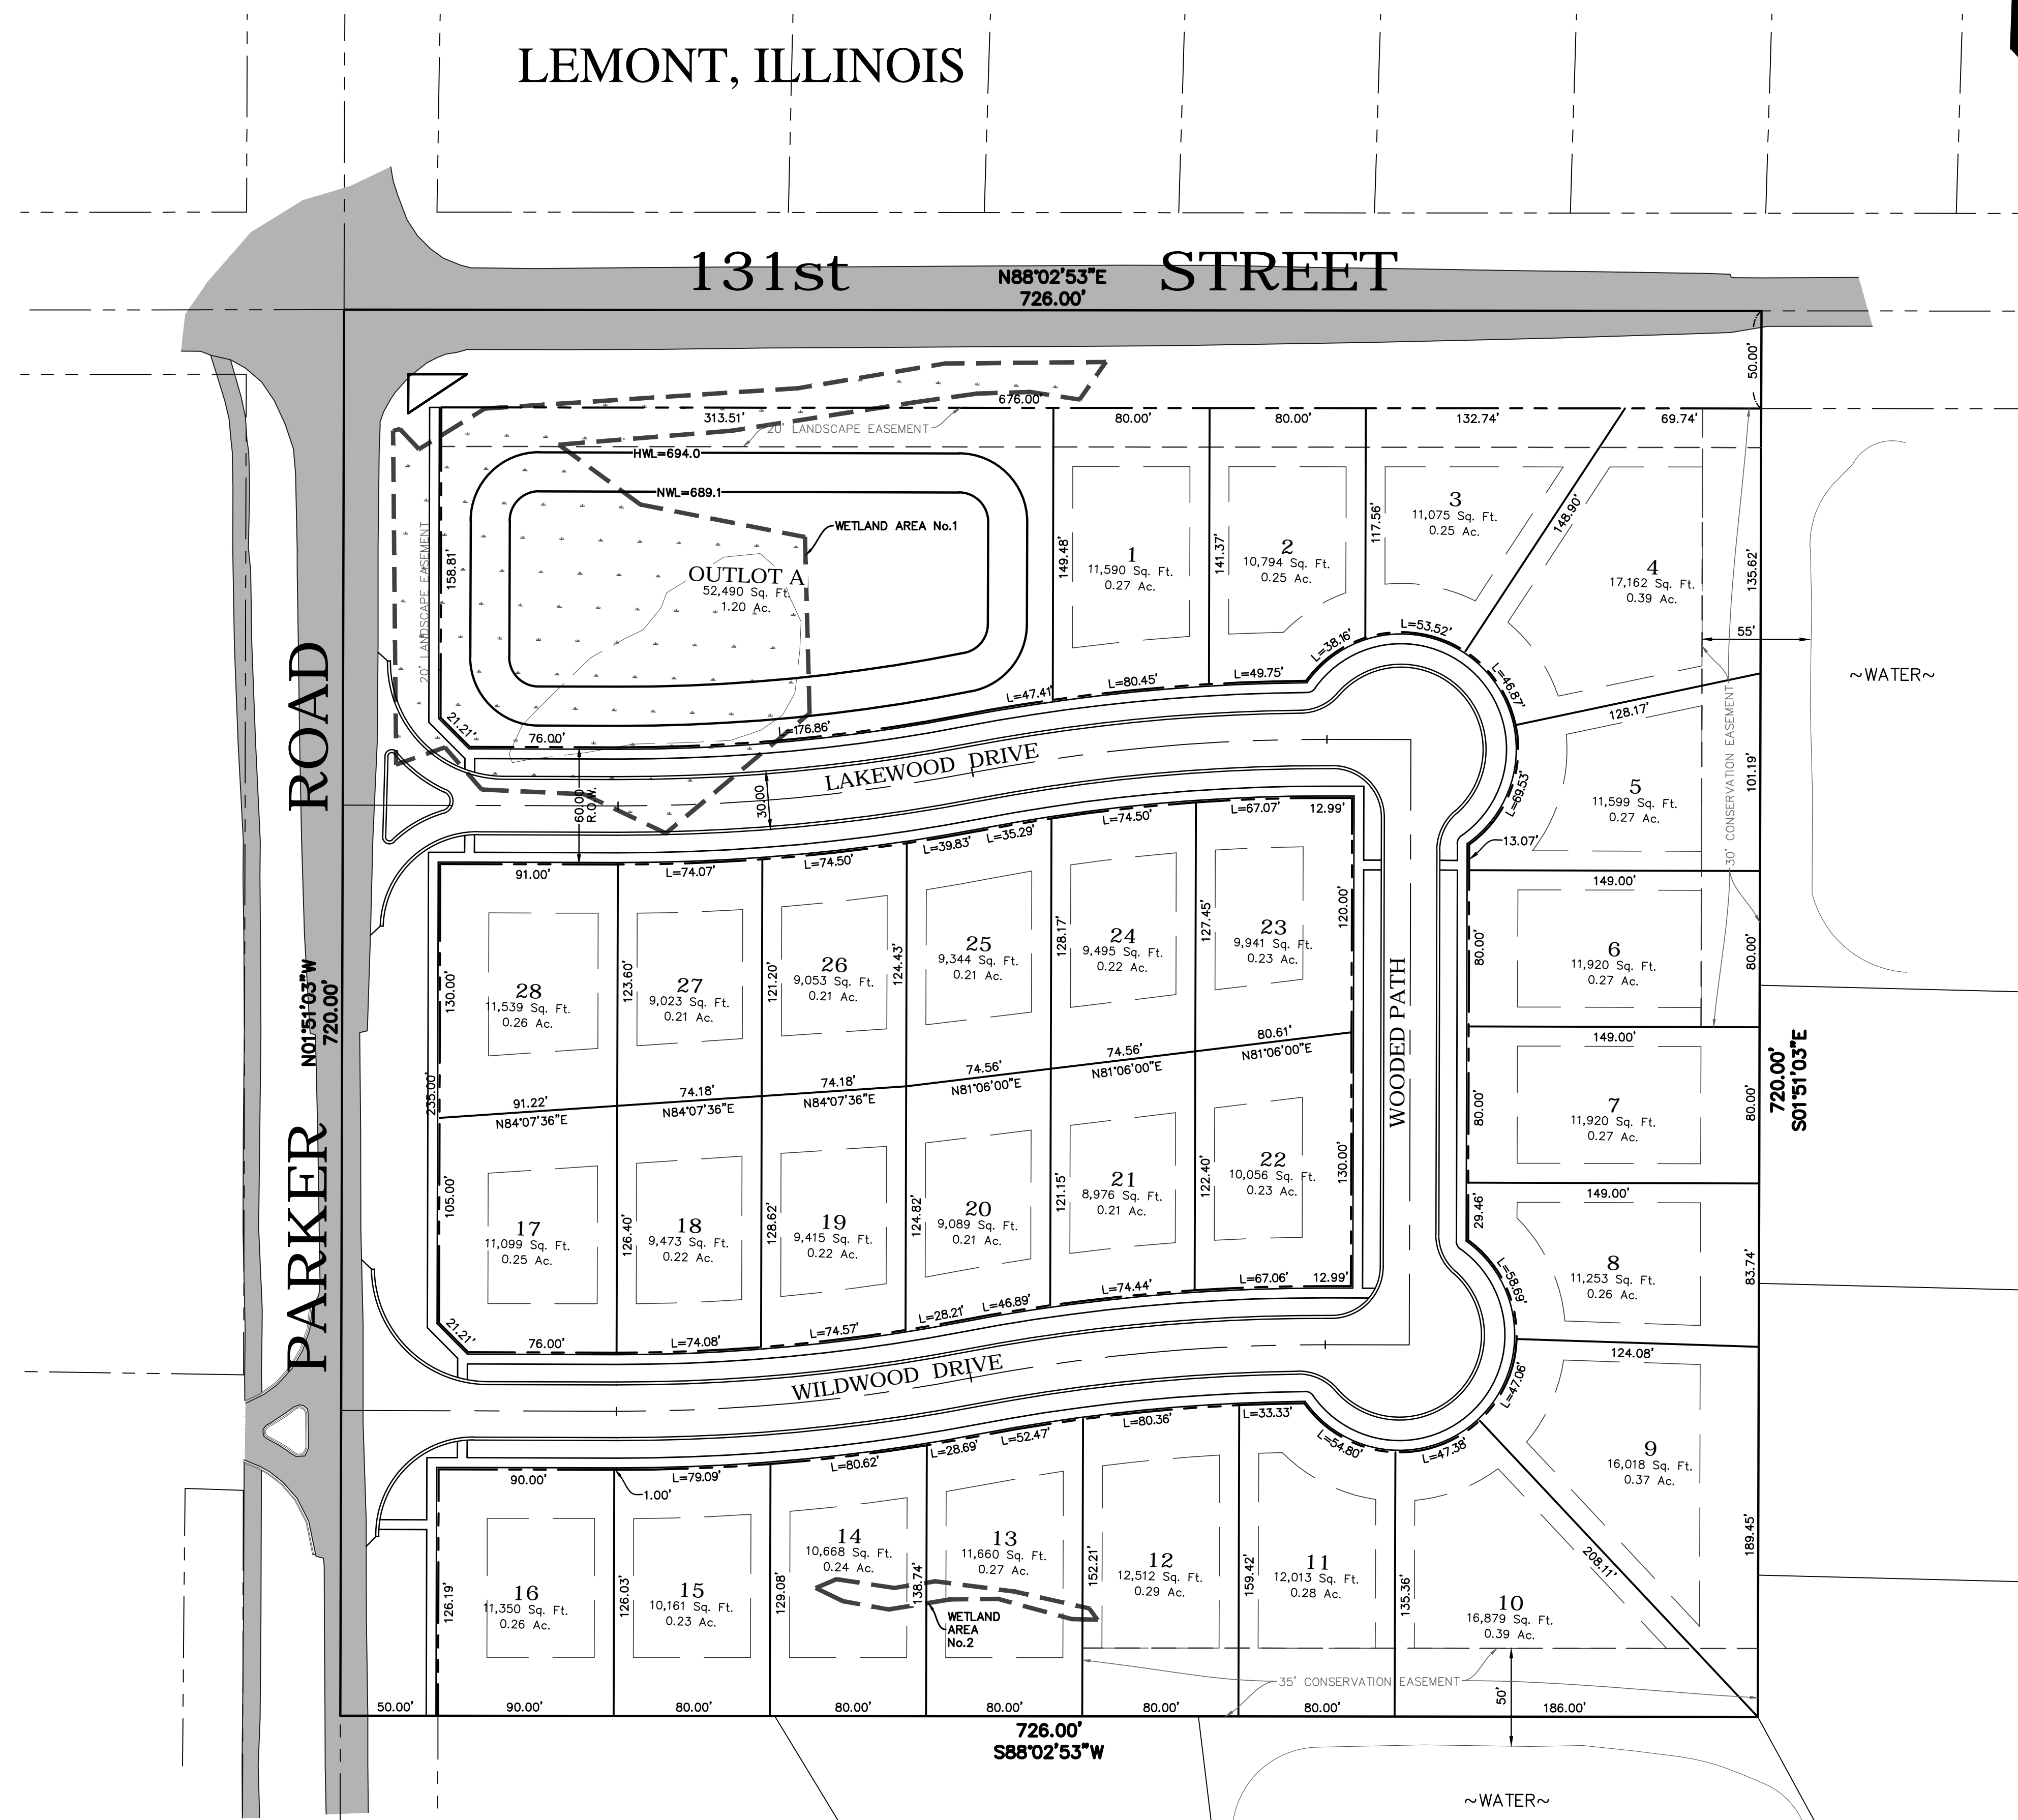 LEMONT, ILLINOIS
131st STREET
N88°02'53"E
726.00'
50.00'
676.00'
313.51'
80.00'
80.00'
132.74'
69.74'
20' LANDSCAPE EASEMENT
HWL=694.0
NWL=689.1
WETLAND AREA No.1
20' LANDSCAPE EASEMENT
158.81'
OUTLOT A
52,490 Sq. Ft.
1.20 Ac.
149.48'
1
11,590 Sq. Ft.
0.27 Ac.
141.37'
2
10,794 Sq. Ft.
0.25 Ac.
117.56'
3
11,075 Sq. Ft.
0.25 Ac.
148.90'
4
17,162 Sq. Ft.
0.39 Ac.
135.62'
55'
~WATER~
30' CONSERVATION EASEMENT
21.21'
76.00'
L=176.86'
L=47.41'
L=80.45'
L=49.75'
L=38.16'
L=53.52'
L=46.87'
128.17'
L=69.53'
13.07'
5
11,599 Sq. Ft.
0.27 Ac.
101.19'
LAKEWOOD DRIVE
60.00
R.O.W.
30.00
PARKER ROAD
N01°51'03"W
720.00'
91.00'
L=74.07'
L=74.50'
L=39.83'
L=35.29'
L=74.50'
L=67.07'
12.99'
149.00'
130.00'
28
11,539 Sq. Ft.
0.26 Ac.
123.60'
27
9,023 Sq. Ft.
0.21 Ac.
121.20'
26
9,053 Sq. Ft.
0.21 Ac.
124.43'
25
9,344 Sq. Ft.
0.21 Ac.
128.17'
24
9,495 Sq. Ft.
0.22 Ac.
127.45'
23
9,941 Sq. Ft.
0.23 Ac.
120.00'
WOODED PATH
80.00'
6
11,920 Sq. Ft.
0.27 Ac.
80.00'
235.00'
91.22'
N84°07'36"E
74.18'
N84°07'36"E
74.18'
N84°07'36"E
74.56'
N81°06'00"E
74.56'
N81°06'00"E
80.61'
N81°06'00"E
149.00'
80.00'
7
11,920 Sq. Ft.
0.27 Ac.
80.00'
720.00'
S01°51'03"E
105.00'
17
11,099 Sq. Ft.
0.25 Ac.
126.40'
18
9,473 Sq. Ft.
0.22 Ac.
128.62'
19
9,415 Sq. Ft.
0.22 Ac.
124.82'
20
9,089 Sq. Ft.
0.21 Ac.
121.15'
21
8,976 Sq. Ft.
0.21 Ac.
122.40'
22
10,056 Sq. Ft.
0.23 Ac.
130.00'
149.00'
29.46'
8
11,253 Sq. Ft.
0.26 Ac.
83.74'
21.21'
76.00'
L=74.08'
L=74.57'
L=28.21'
L=46.89'
L=74.44'
L=67.06'
12.99'
L=58.69'
124.08'
L=47.06'
WILDWOOD DRIVE
90.00'
1.00'
L=79.09'
L=80.62'
L=28.69'
L=52.47'
L=80.36'
L=33.33'
L=54.80'
L=47.38'
9
16,018 Sq. Ft.
0.37 Ac.
189.45'
126.19'
16
11,350 Sq. Ft.
0.26 Ac.
126.03'
15
10,161 Sq. Ft.
0.23 Ac.
129.08'
14
10,668 Sq. Ft.
0.24 Ac.
138.74'
13
11,660 Sq. Ft.
0.27 Ac.
WETLAND
AREA
No.2
152.21'
12
12,512 Sq. Ft.
0.29 Ac.
159.42'
11
12,013 Sq. Ft.
0.28 Ac.
135.36'
10
16,879 Sq. Ft.
0.39 Ac.
208.11'
35' CONSERVATION EASEMENT
50'
50.00'
90.00'
80.00'
80.00'
80.00'
80.00'
80.00'
186.00'
726.00'
S88°02'53"W
~WATER~